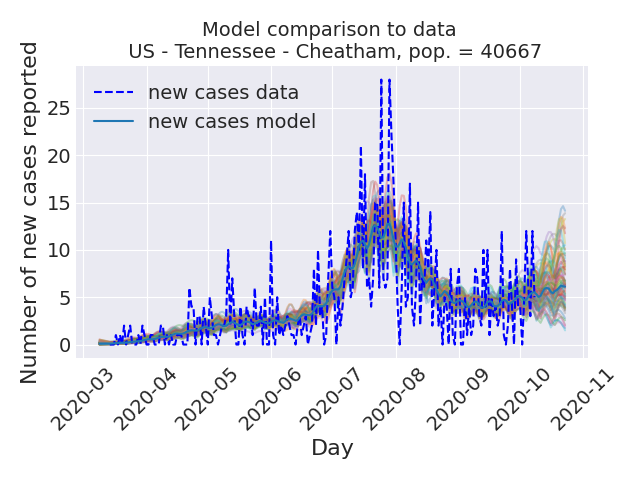 Model comparison to data
US - Tennessee - Cheatham, pop. = 40667
Number of new cases reported
new cases data
new cases model
25
20
15
10
5
0
2020-03
2020-04
2020-05
2020-06
2020-07
2020-08
2020-09
2020-10
2020-11
Day